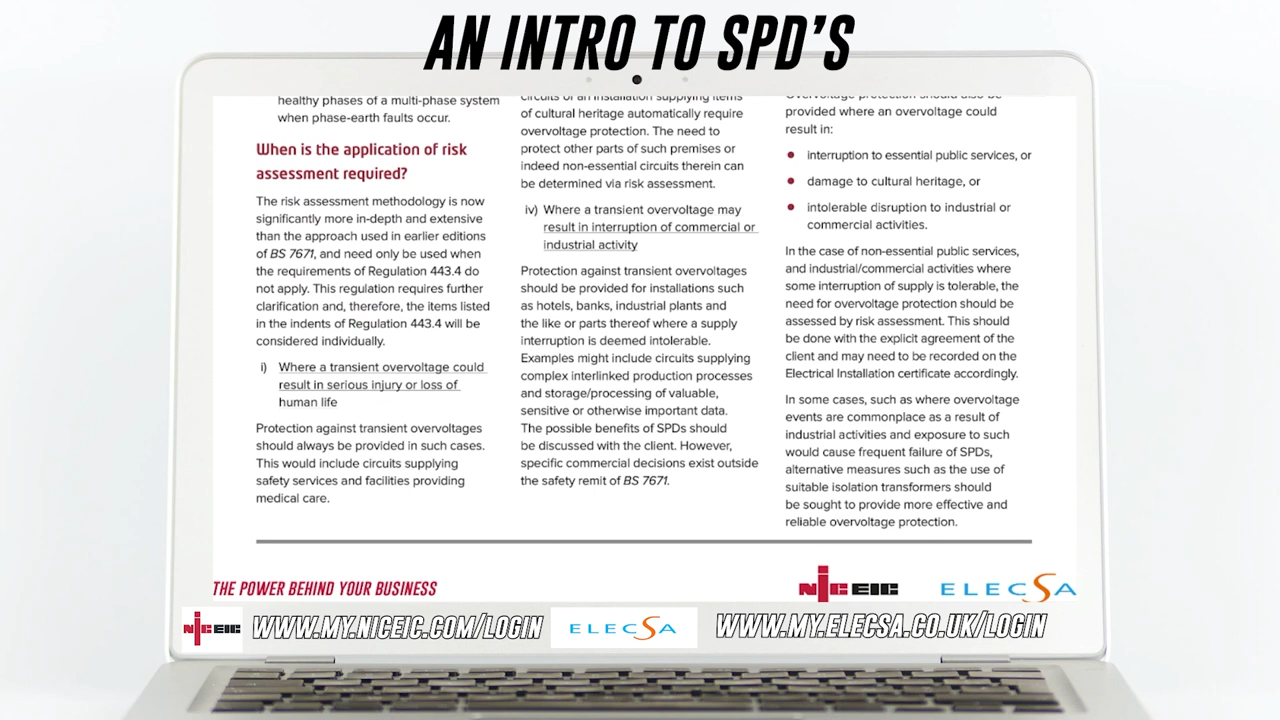 AN INTRO TO SPD'S
healthy phases of a multi-phase system
when phase-earth faults occur.
When is the application of risk
assessment required?
The risk assessment methodology is now
significantly more in-depth and extensive
than the approach used in earlier editions
of BS 7671, and need only be used when
the requirements of Regulation 443.4 do
not apply. This regulation requires further
clarification and, therefore, the items listed
in the indents of Regulation 443.4 will be
considered individually.
i) Where a transient overvoltage could
result in serious injury or loss of
human life
Protection against transient overvoltages
should always be provided in such cases.
This would include circuits supplying
safety services and facilities providing
medical care.
circuits of an installation supplying items
of cultural heritage automatically require
overvoltage protection. The need to
protect other parts of such premises or
indeed non-essential circuits therein can
be determined via risk assessment.
iv) Where a transient overvoltage may
result in interruption of commercial or
industrial activity
Protection against transient overvoltages
should be provided for installations such
as hotels, banks, industrial plants and
the like or parts thereof where a supply
interruption is deemed intolerable.
Examples might include circuits supplying
complex interlinked production processes
and storage/processing of valuable,
sensitive or otherwise important data.
The possible benefits of SPDs should
be discussed with the client. However,
specific commercial decisions exist outside
the safety remit of BS 7671.
Overvoltage protection should also be
provided where an overvoltage could
result in:
• interruption to essential public services, or
• damage to cultural heritage, or
• intolerable disruption to industrial or
commercial activities.
In the case of non-essential public services,
and industrial/commercial activities where
some interruption of supply is tolerable, the
need for overvoltage protection should be
assessed by risk assessment. This should
be done with the explicit agreement of the
client and may need to be recorded on the
Electrical Installation certificate accordingly.
In some cases, such as where overvoltage
events are commonplace as a result of
industrial activities and exposure to such
would cause frequent failure of SPDs,
alternative measures such as the use of
suitable isolation transformers should
be sought to provide more effective and
reliable overvoltage protection.
THE POWER BEHIND YOUR BUSINESS
NICEIC
ELECSA
NICEIC
WWW.MY.NICEIC.COM/LOGIN
ELECSA
WWW.MY.ELECSA.CO.UK/LOGIN